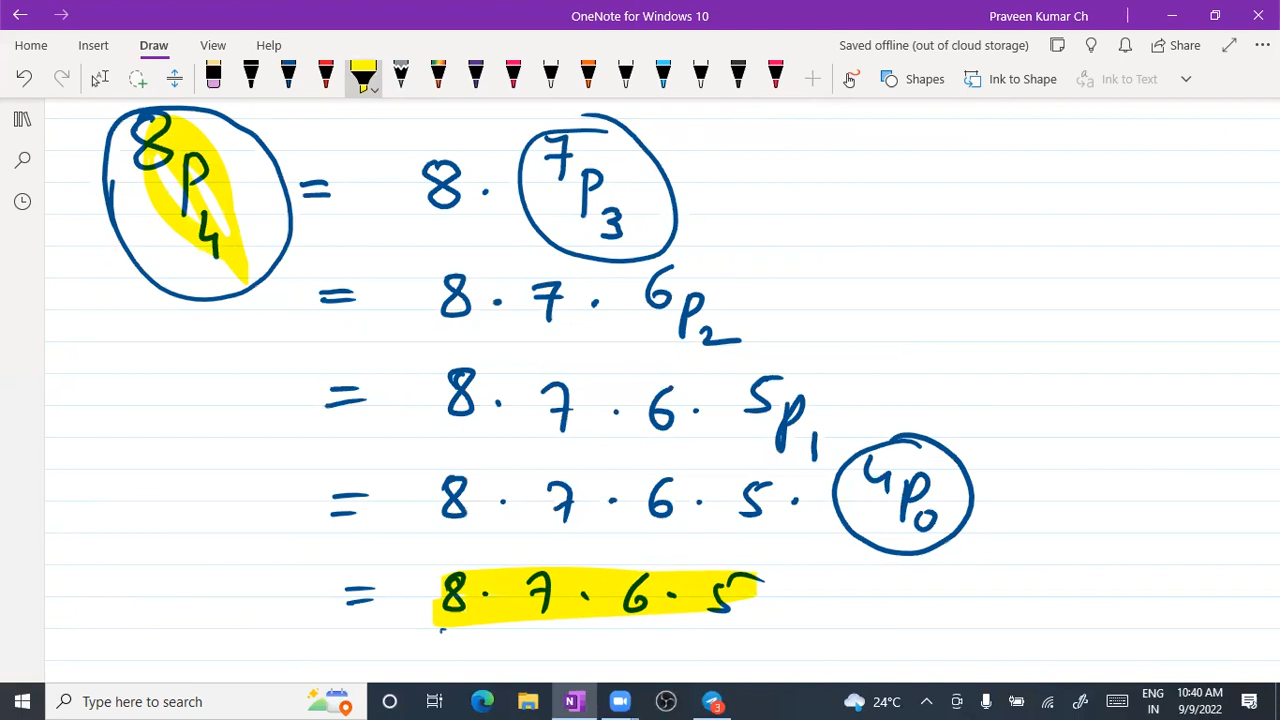 OneNote for Windows 10
Praveen Kumar Ch
Home Insert Draw View Help
Saved offline (out of cloud storage)
Share
Shapes
Ink to Shape
Ink to Text
8P4 = 8 · 7P3
= 8 · 7 · 6P2
= 8 · 7 · 6 · 5P1
= 8 · 7 · 6 · 5 · 4P0
= 8 · 7 · 6 · 5
Type here to search
3
24°C
ENG
IN
10:40 AM
9/9/2022